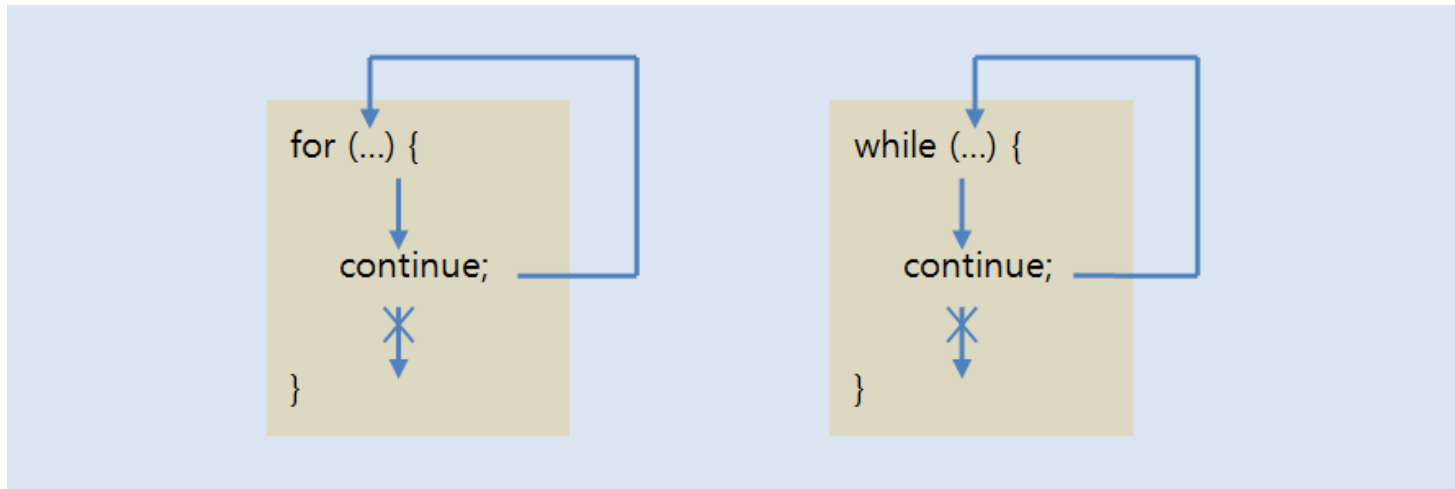 for (...) {
continue;
}
while (...) {
continue;
}